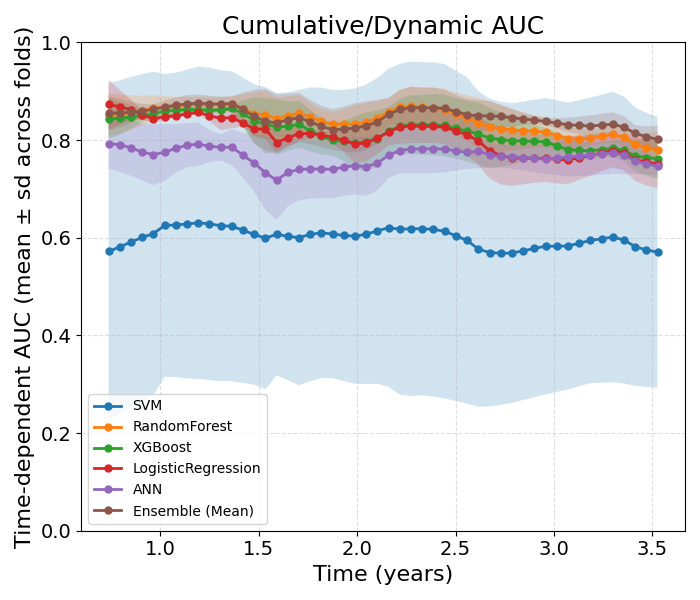 Cumulative/Dynamic AUC
Time-dependent AUC (mean ± sd across folds)
1.0
0.8
0.6
0.4
0.2
0.0
SVM
RandomForest
XGBoost
LogisticRegression
ANN
Ensemble (Mean)
1.0 1.5 2.0 2.5 3.0 3.5
Time (years)